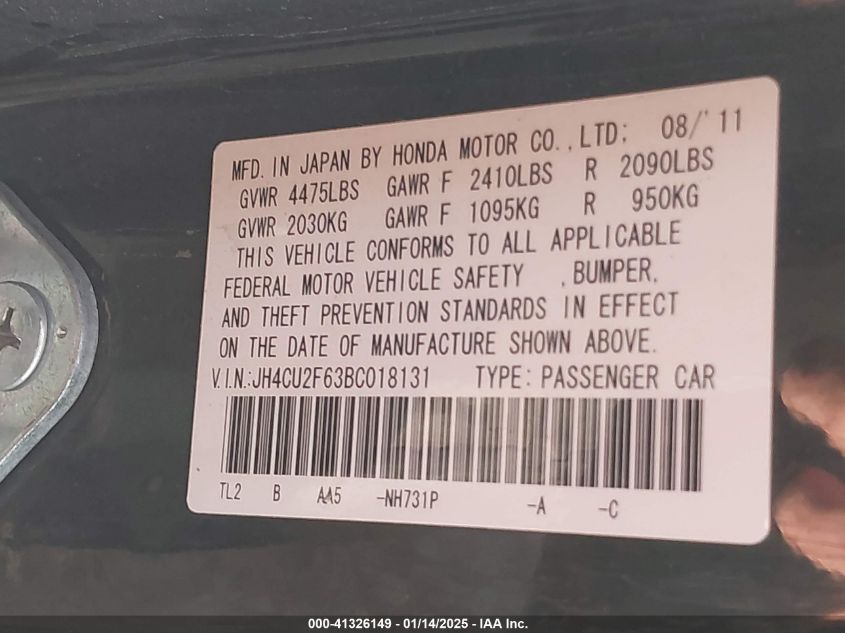 MFD. IN JAPAN BY HONDA MOTOR CO., LTD; 08/'11
GVWR 4475LBS GAWR F 2410LBS R 2090LBS
GVWR 2030KG GAWR F 1095KG R 950KG
THIS VEHICLE CONFORMS TO ALL APPLICABLE
FEDERAL MOTOR VEHICLE SAFETY , BUMPER,
AND THEFT PREVENTION STANDARDS IN EFFECT
ON THE DATE OF MANUFACTURE SHOWN ABOVE.
V.I.N.:JH4CU2F63BC018131 TYPE: PASSENGER CAR
TL2 B AA5 -NH731P -A -C
000-41326149 - 01/14/2025 - IAA Inc.